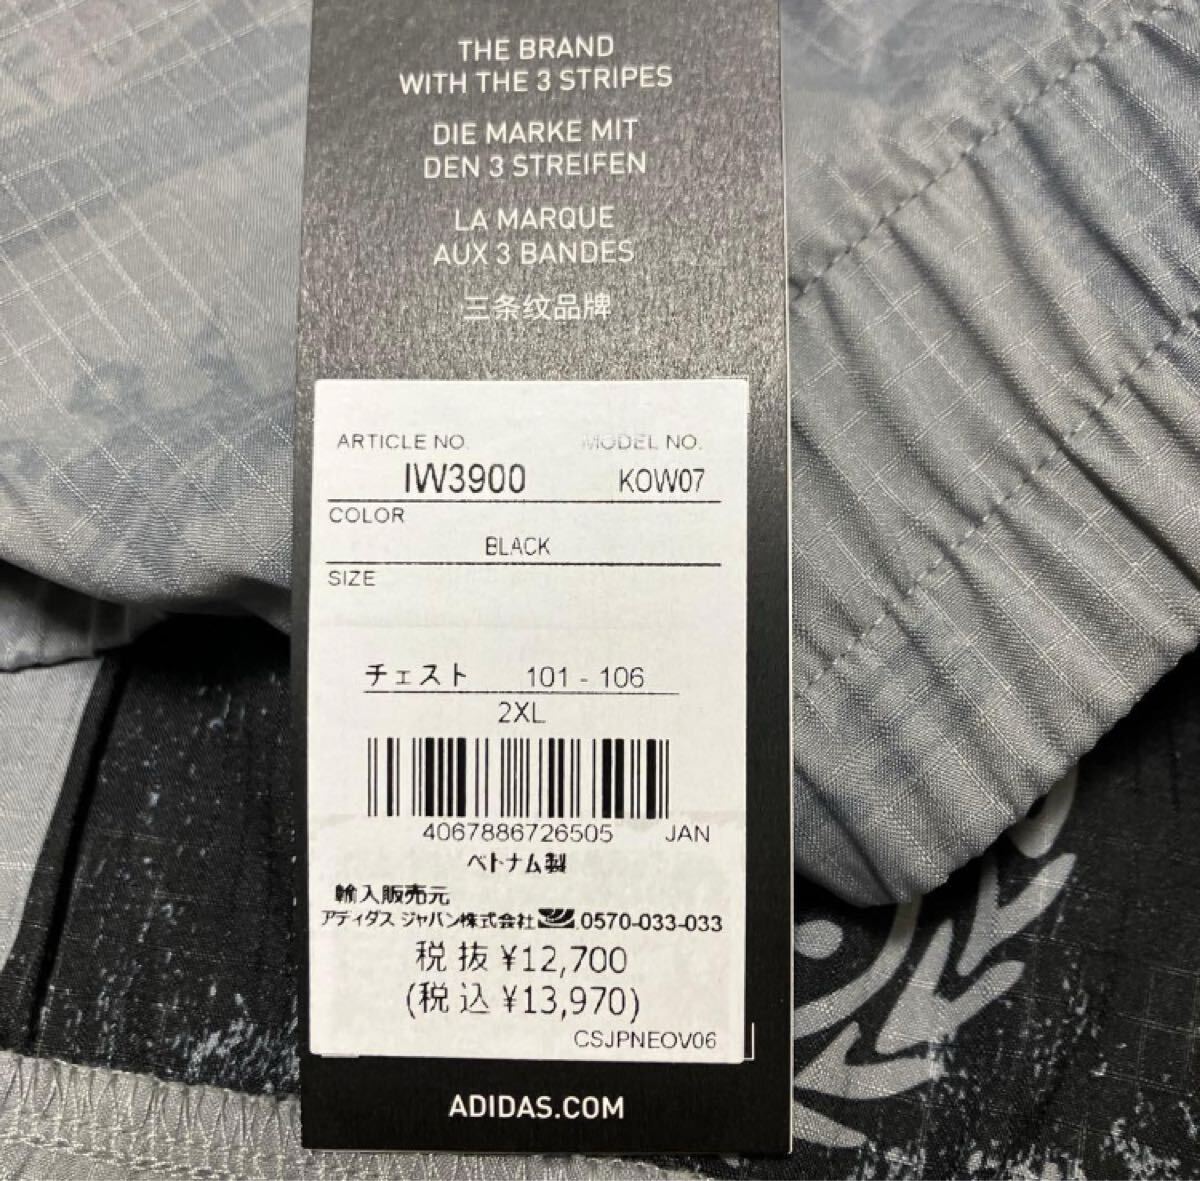 THE BRAND
WITH THE 3 STRIPES
DIE MARKE MIT
DEN 3 STREIFEN
LA MARQUE
AUX 3 BANDES
三条纹品牌
ARTICLE NO. MODEL NO.
IW3900 KOW07
COLOR
BLACK
SIZE
チェスト 101 - 106
2XL
4067886726505 JAN
ベトナム製
輸入販売元
アディダス ジャパン株式会社 0570-033-033
税抜 ¥12,700
(税込 ¥13,970)
CSJPNEOV06
ADIDAS.COM